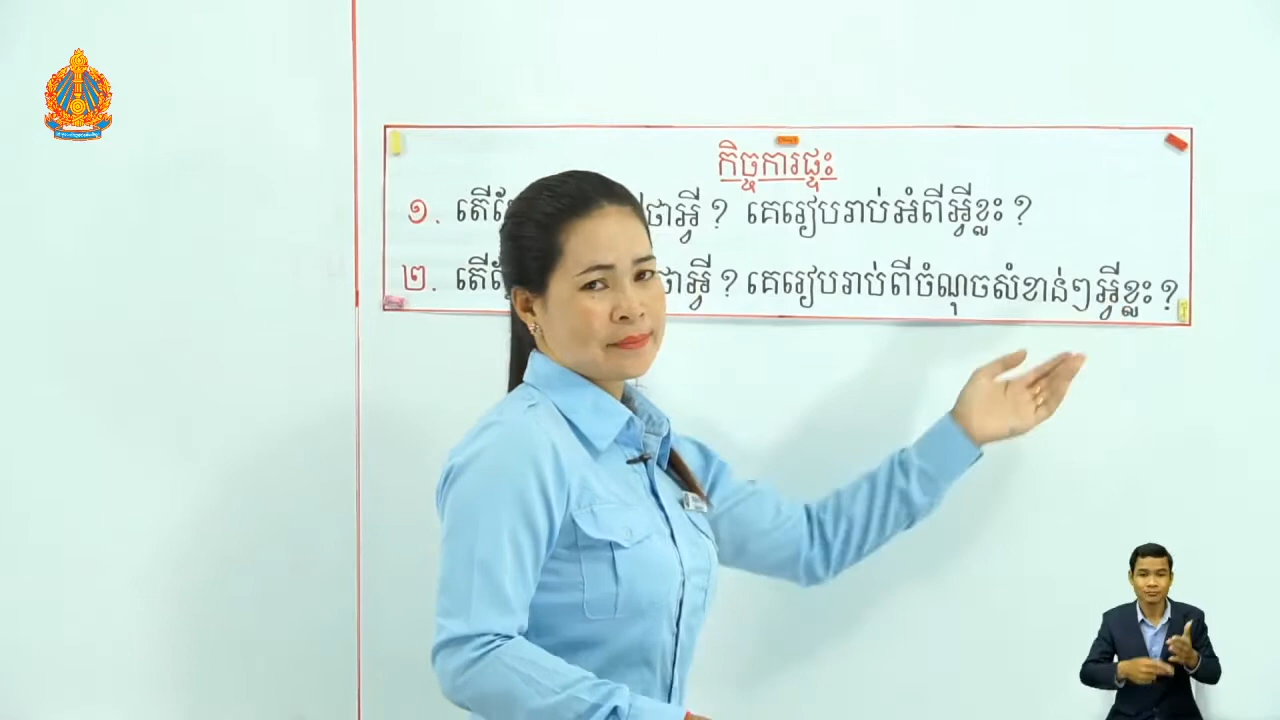 កិច្ចការផ្ទះ
១. តើ ថាអ្វី ? គេរៀបរាប់អំពីអ្វីខ្លះ ?
២. តើ ថាអ្វី ? គេរៀបរាប់ពីចំណុចសំខាន់ៗអ្វីខ្លះ ?